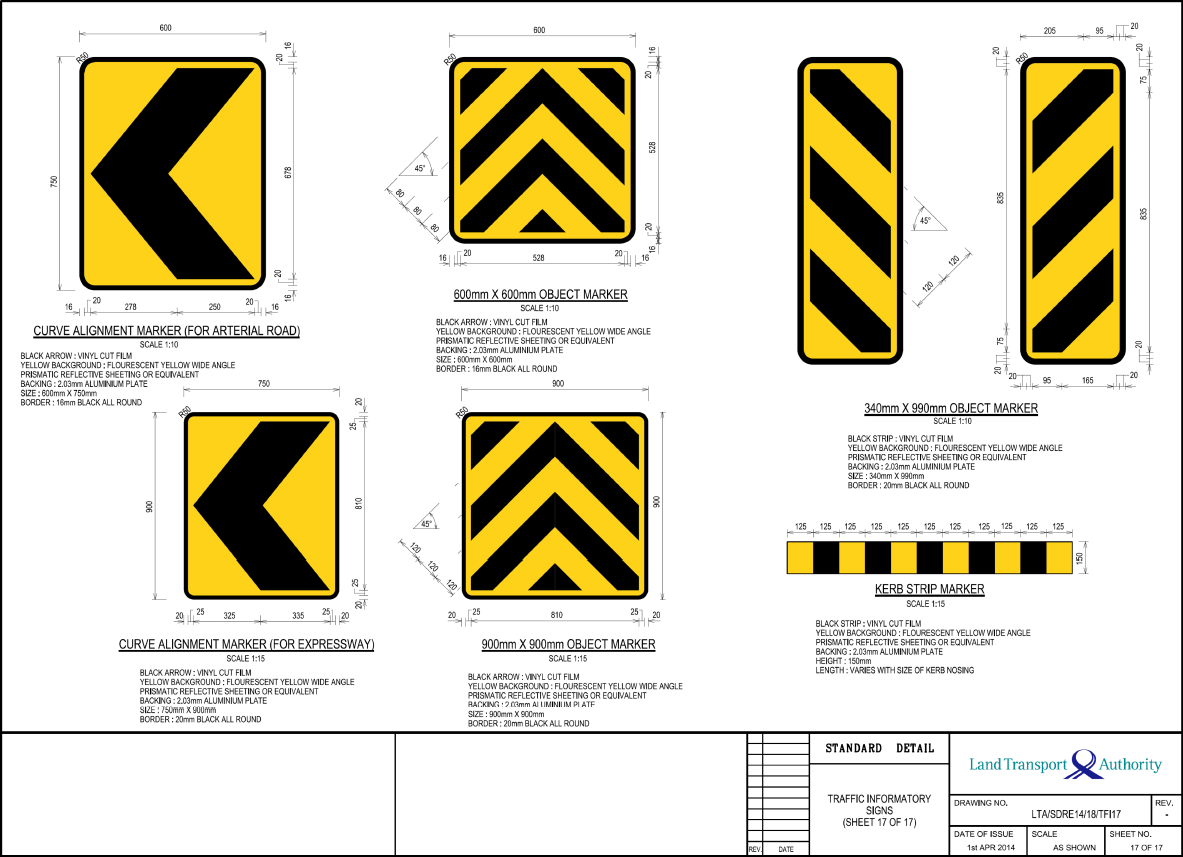 600
16
20
R50
750
678
20
16
16
20
278
250
20
16
CURVE ALIGNMENT MARKER (FOR ARTERIAL ROAD)
SCALE 1:10
BLACK ARROW : VINYL CUT FILM
YELLOW BACKGROUND : FLOURESCENT YELLOW WIDE ANGLE
PRISMATIC REFLECTIVE SHEETING OR EQUIVALENT
BACKING : 2.03mm ALUMINIUM PLATE
SIZE : 600mm X 750mm
BORDER : 16mm BLACK ALL ROUND
600
16
20
R50
45°
80
80
80
528
20
16
16
20
528
20
16
600mm X 600mm OBJECT MARKER
SCALE 1:10
BLACK ARROW : VINYL CUT FILM
YELLOW BACKGROUND : FLOURESCENT YELLOW WIDE ANGLE
PRISMATIC REFLECTIVE SHEETING OR EQUIVALENT
BACKING : 2.03mm ALUMINIUM PLATE
SIZE : 600mm X 600mm
BORDER : 16mm BLACK ALL ROUND
205
95
20
20
R50
20
75
45°
120
120
835
835
75
20
20
20
95
165
20
340mm X 990mm OBJECT MARKER
SCALE 1:10
BLACK STRIP : VINYL CUT FILM
YELLOW BACKGROUND : FLOURESCENT YELLOW WIDE ANGLE
PRISMATIC REFLECTIVE SHEETING OR EQUIVALENT
BACKING : 2.03mm ALUMINIUM PLATE
SIZE : 340mm X 990mm
BORDER : 20mm BLACK ALL ROUND
750
20
25
R50
900
810
25
20
20
25
325
335
25
20
CURVE ALIGNMENT MARKER (FOR EXPRESSWAY)
SCALE 1:15
BLACK ARROW : VINYL CUT FILM
YELLOW BACKGROUND : FLOURESCENT YELLOW WIDE ANGLE
PRISMATIC REFLECTIVE SHEETING OR EQUIVALENT
BACKING : 2.03mm ALUMINIUM PLATE
SIZE : 750mm X 900mm
BORDER : 20mm BLACK ALL ROUND
900
R50
45°
120
120
120
900
20
25
810
25
20
900mm X 900mm OBJECT MARKER
SCALE 1:15
BLACK ARROW : VINYL CUT FILM
YELLOW BACKGROUND : FLOURESCENT YELLOW WIDE ANGLE
PRISMATIC REFLECTIVE SHEETING OR EQUIVALENT
BACKING : 2.03mm ALUMINIUM PLATE
SIZE : 900mm X 900mm
BORDER : 20mm BLACK ALL ROUND
125 125 125 125 125 125 125 125 125 125 125
150
KERB STRIP MARKER
SCALE 1:15
BLACK STRIP : VINYL CUT FILM
YELLOW BACKGROUND : FLOURESCENT YELLOW WIDE ANGLE
PRISMATIC REFLECTIVE SHEETING OR EQUIVALENT
BACKING : 2.03mm ALUMINIUM PLATE
HEIGHT : 150mm
LENGTH : VARIES WITH SIZE OF KERB NOSING
REV.
DATE
STANDARD DETAIL
TRAFFIC INFORMATORY
SIGNS
(SHEET 17 OF 17)
Land Transport Authority
DRAWING NO.
LTA/SDRE14/18/TFI17
REV.
-
DATE OF ISSUE
1st APR 2014
SCALE
AS SHOWN
SHEET NO.
17 OF 17